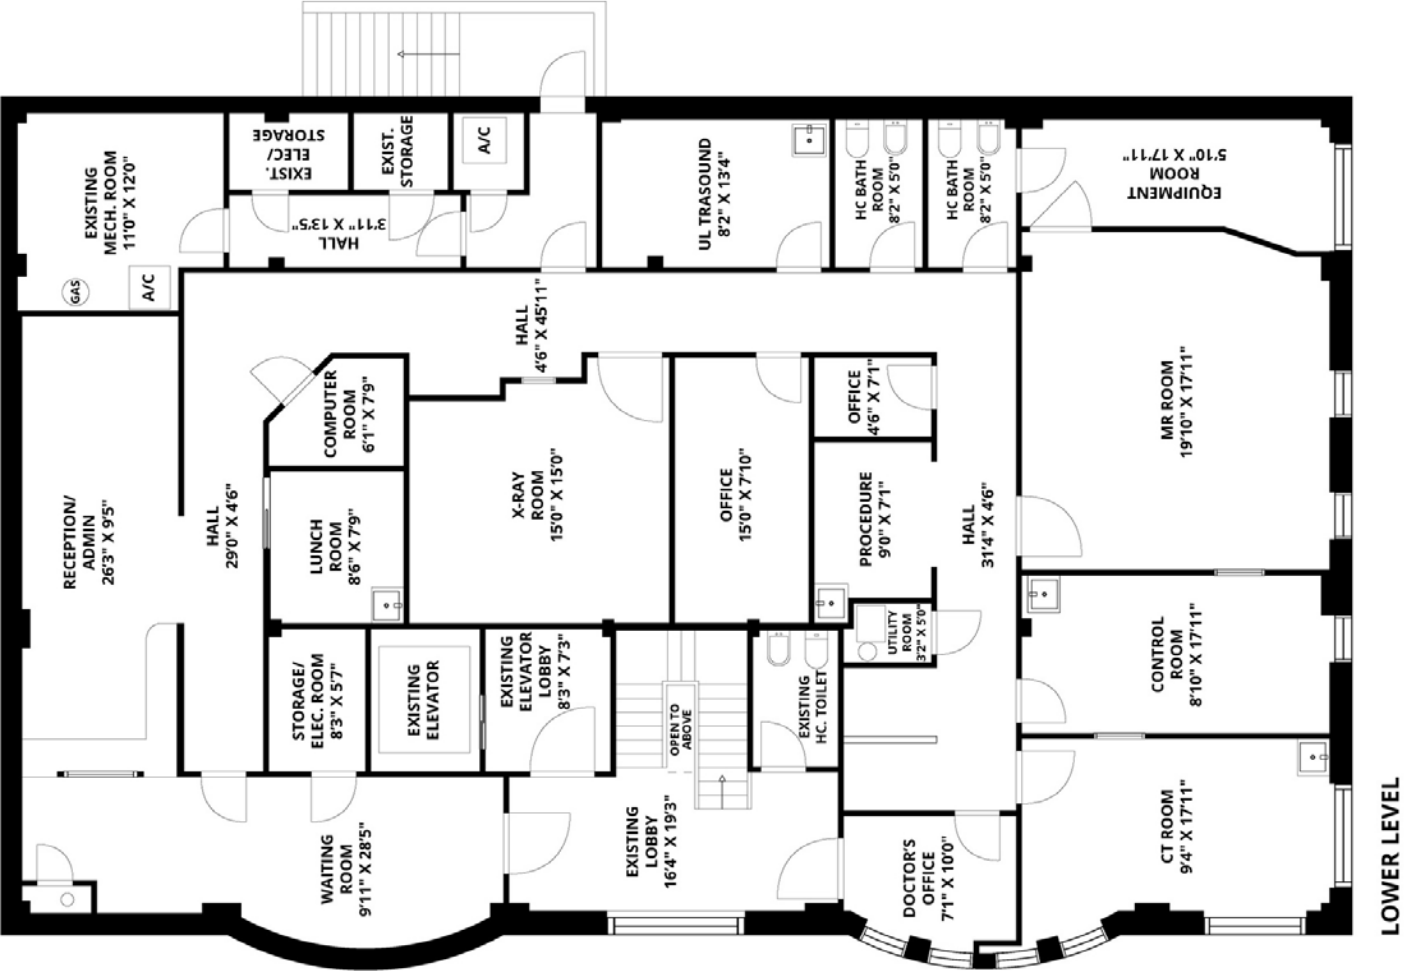 EXISTING
MECH. ROOM
11'0" X 12'0"
GAS
A/C
EXIST.
ELEC/
STORAGE
EXIST.
STORAGE
A/C
HALL
3'11" X 13'5"
UL TRASOUND
8'2" X 13'4"
HC BATH
ROOM
8'2" X 5'0"
HC BATH
ROOM
8'2" X 5'0"
EQUIPMENT
ROOM
5'10" X 17'11"
HALL
4'6" X 45'11"
RECEPTION/
ADMIN
26'3" X 9'5"
HALL
29'0" X 4'6"
COMPUTER
ROOM
6'1" X 7'9"
LUNCH
ROOM
8'6" X 7'9"
X-RAY
ROOM
15'0" X 15'0"
OFFICE
15'0" X 7'10"
OFFICE
4'6" X 7'1"
PROCEDURE
9'0" X 7'1"
HALL
31'4" X 4'6"
MR ROOM
19'10" X 17'11"
UTILITY
ROOM
3'2" X 5'0"
CONTROL
ROOM
8'10" X 17'11"
STORAGE/
ELEC. ROOM
8'3" X 5'7"
EXISTING
ELEVATOR
EXISTING
ELEVATOR
LOBBY
8'3" X 7'3"
OPEN TO
ABOVE
EXISTING
HC. TOILET
WAITING
ROOM
9'11" X 28'5"
EXISTING
LOBBY
16'4" X 19'3"
DOCTOR'S
OFFICE
7'1" X 10'0"
CT ROOM
9'4" X 17'11"
LOWER LEVEL